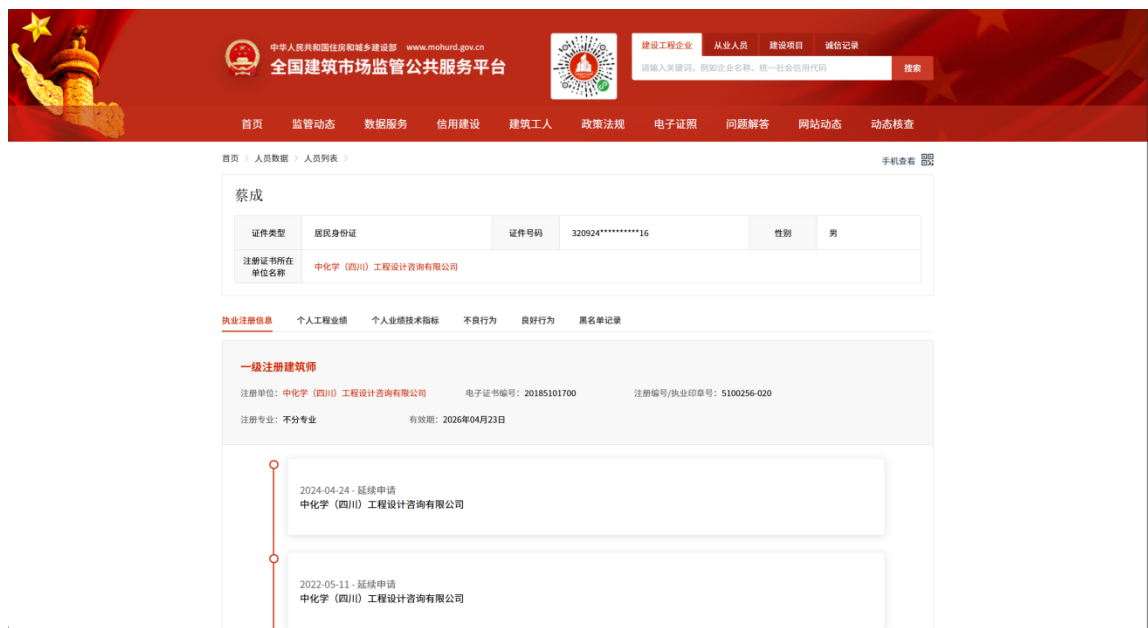 中华人民共和国住房和城乡建设部 www.mohurd.gov.cn
全国建筑市场监管公共服务平台
建设工程企业 从业人员 建设项目 诚信记录
请输入关键词，例如企业名称、统一社会信用代码 搜索
首页 监管动态 数据服务 信用建设 建筑工人 政策法规 电子证照 问题解答 网站动态 动态核查
首页 > 人员数据 > 人员列表 >
手机查看
蔡成
证件类型 居民身份证 证件号码 320924**********16 性别 男
注册证书所在
单位名称 中化学（四川）工程设计咨询有限公司
执业注册信息 个人工程业绩 个人业绩技术指标 不良行为 良好行为 黑名单记录
一级注册建筑师
注册单位：中化学（四川）工程设计咨询有限公司 电子证书编号：20185101700 注册编号/执业印章号：5100256-020
注册专业：不分专业 有效期：2026年04月23日
2024-04-24 - 延续申请
中化学（四川）工程设计咨询有限公司
2022-05-11 - 延续申请
中化学（四川）工程设计咨询有限公司